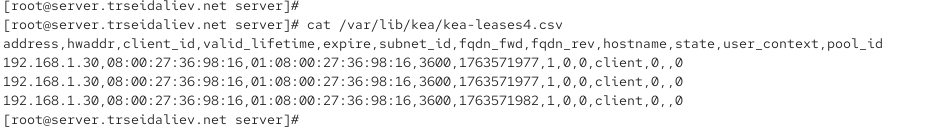 [root@server.trseidaliev.net server]#
[root@server.trseidaliev.net server]# cat /var/lib/kea/kea-leases4.csv
address,hwaddr,client_id,valid_lifetime,expire,subnet_id,fqdn_fwd,fqdn_rev,hostname,state,user_context,pool_id
192.168.1.30,08:00:27:36:98:16,01:08:00:27:36:98:16,3600,1763571977,1,0,0,client,0,,0
192.168.1.30,08:00:27:36:98:16,01:08:00:27:36:98:16,3600,1763571977,1,0,0,client,0,,0
192.168.1.30,08:00:27:36:98:16,01:08:00:27:36:98:16,3600,1763571982,1,0,0,client,0,,0
[root@server.trseidaliev.net server]#